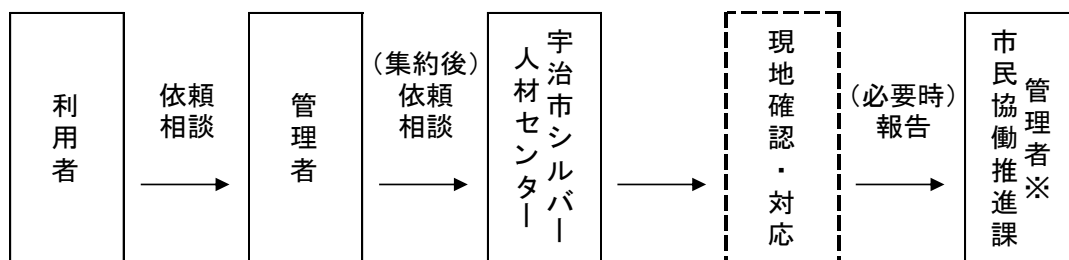 利用者
依頼
相談
管理者
（集約後）
依頼
相談
宇治市シルバー
人材センター
現地確認・対応
（必要時）
報告
管理者※
市民協働推進課